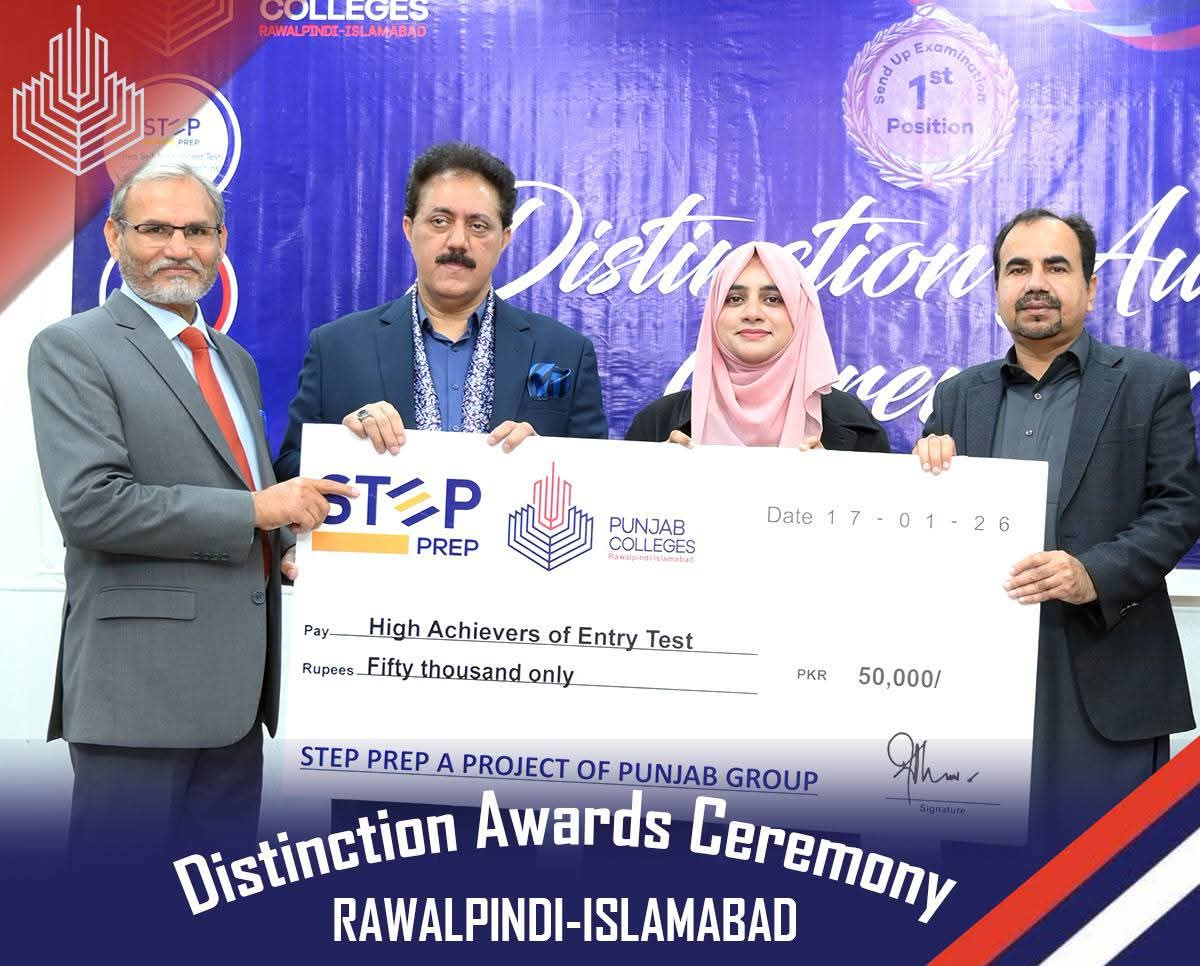 COLLEGES
RAWALPINDI-ISLAMABAD
Send Up Examination
1st
Position
STEP
PREP
Distinction Au
STEP
PREP
PUNJAB
COLLEGES
Rawalpindi-Islamabad
Date 17-01-26
Pay High Achievers of Entry Test
Rupees Fifty thousand only PKR 50,000/
STEP PREP A PROJECT OF PUNJAB GROUP
Signature
Distinction Awards Ceremony
RAWALPINDI-ISLAMABAD